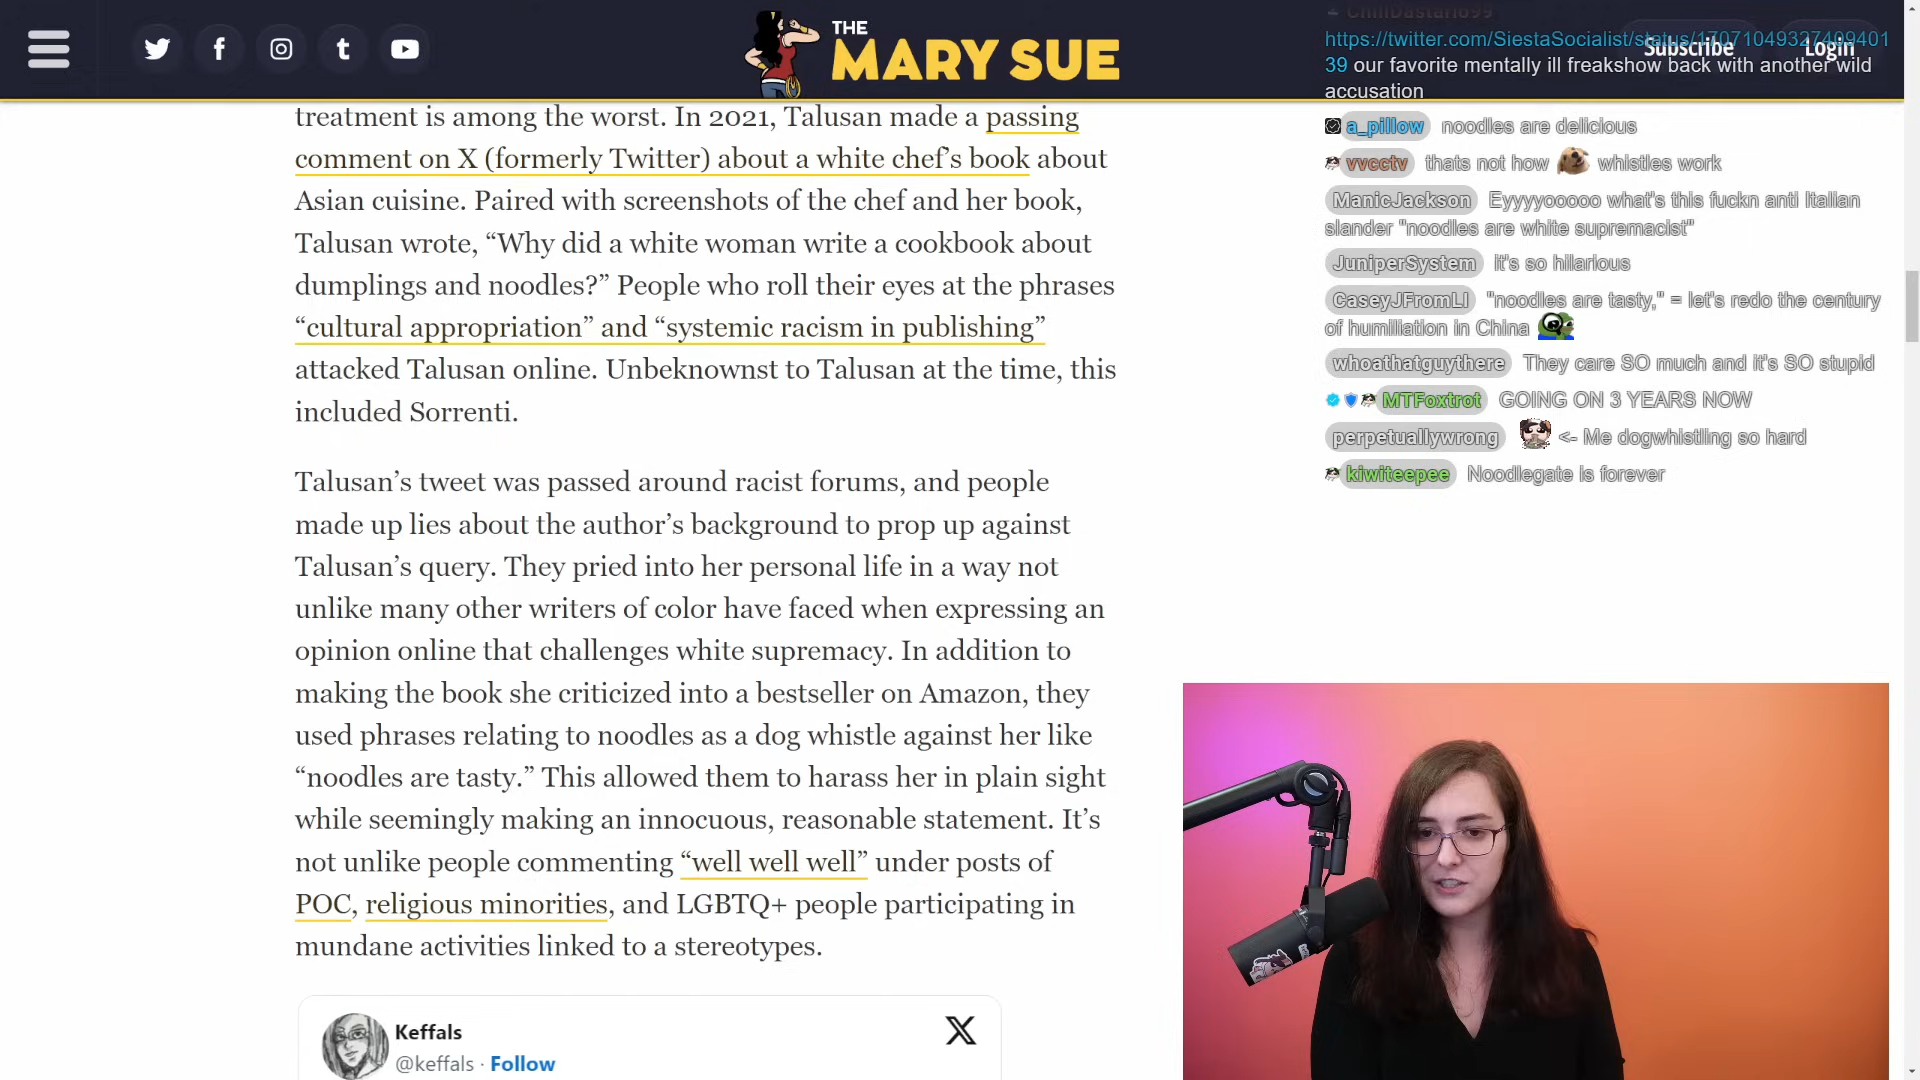 THE
MARY SUE
Subscribe
Login
treatment is among the worst. In 2021, Talusan made a passing
comment on X (formerly Twitter) about a white chef’s book about
Asian cuisine. Paired with screenshots of the chef and her book,
Talusan wrote, “Why did a white woman write a cookbook about
dumplings and noodles?” People who roll their eyes at the phrases
“cultural appropriation” and “systemic racism in publishing”
attacked Talusan online. Unbeknownst to Talusan at the time, this
included Sorrenti.
Talusan’s tweet was passed around racist forums, and people
made up lies about the author’s background to prop up against
Talusan’s query. They pried into her personal life in a way not
unlike many other writers of color have faced when expressing an
opinion online that challenges white supremacy. In addition to
making the book she criticized into a bestseller on Amazon, they
used phrases relating to noodles as a dog whistle against her like
“noodles are tasty.” This allowed them to harass her in plain sight
while seemingly making an innocuous, reasonable statement. It’s
not unlike people commenting “well well well” under posts of
POC, religious minorities, and LGBTQ+ people participating in
mundane activities linked to a stereotypes.
Keffals
@keffals · Follow
https://twitter.com/SiestaSocialist/status/17071049327409401
39 our favorite mentally ill freakshow back with another wild
accusation
a_pillow noodles are delicious
vvcctv thats not how whistles work
ManicJackson Eyyyyooooo what's this fuckn anti Italian
slander "noodles are white supremacist"
JuniperSystem it's so hilarious
CaseyJFromLI "noodles are tasty," = let's redo the century
of humiliation in China
whoathatguythere They care SO much and it's SO stupid
MTFoxtrot GOING ON 3 YEARS NOW
perpetuallywrong <- Me dogwhistling so hard
kiwiteepee Noodlegate is forever